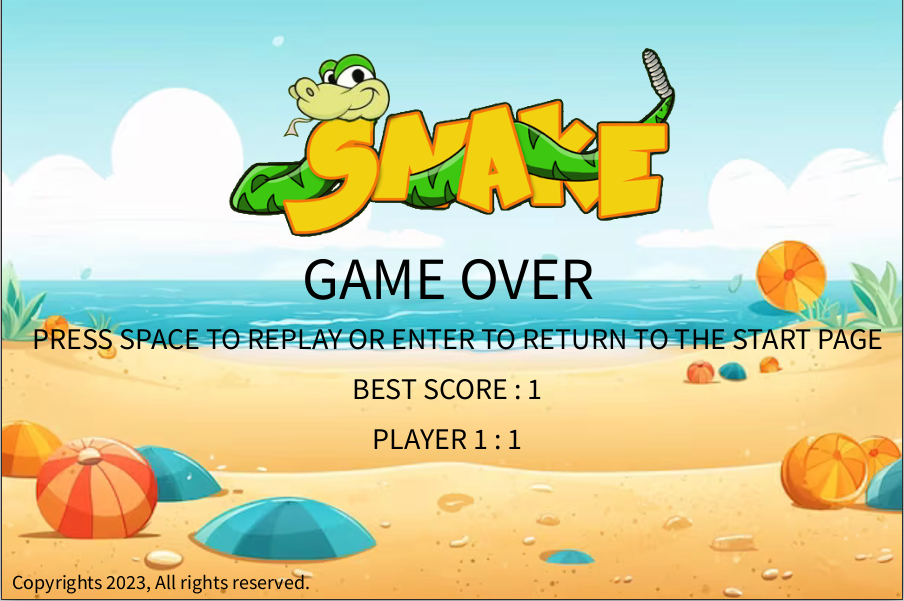 SNAKE
GAME OVER
PRESS SPACE TO REPLAY OR ENTER TO RETURN TO THE START PAGE
BEST SCORE : 1
PLAYER 1 : 1
Copyrights 2023, All rights reserved.